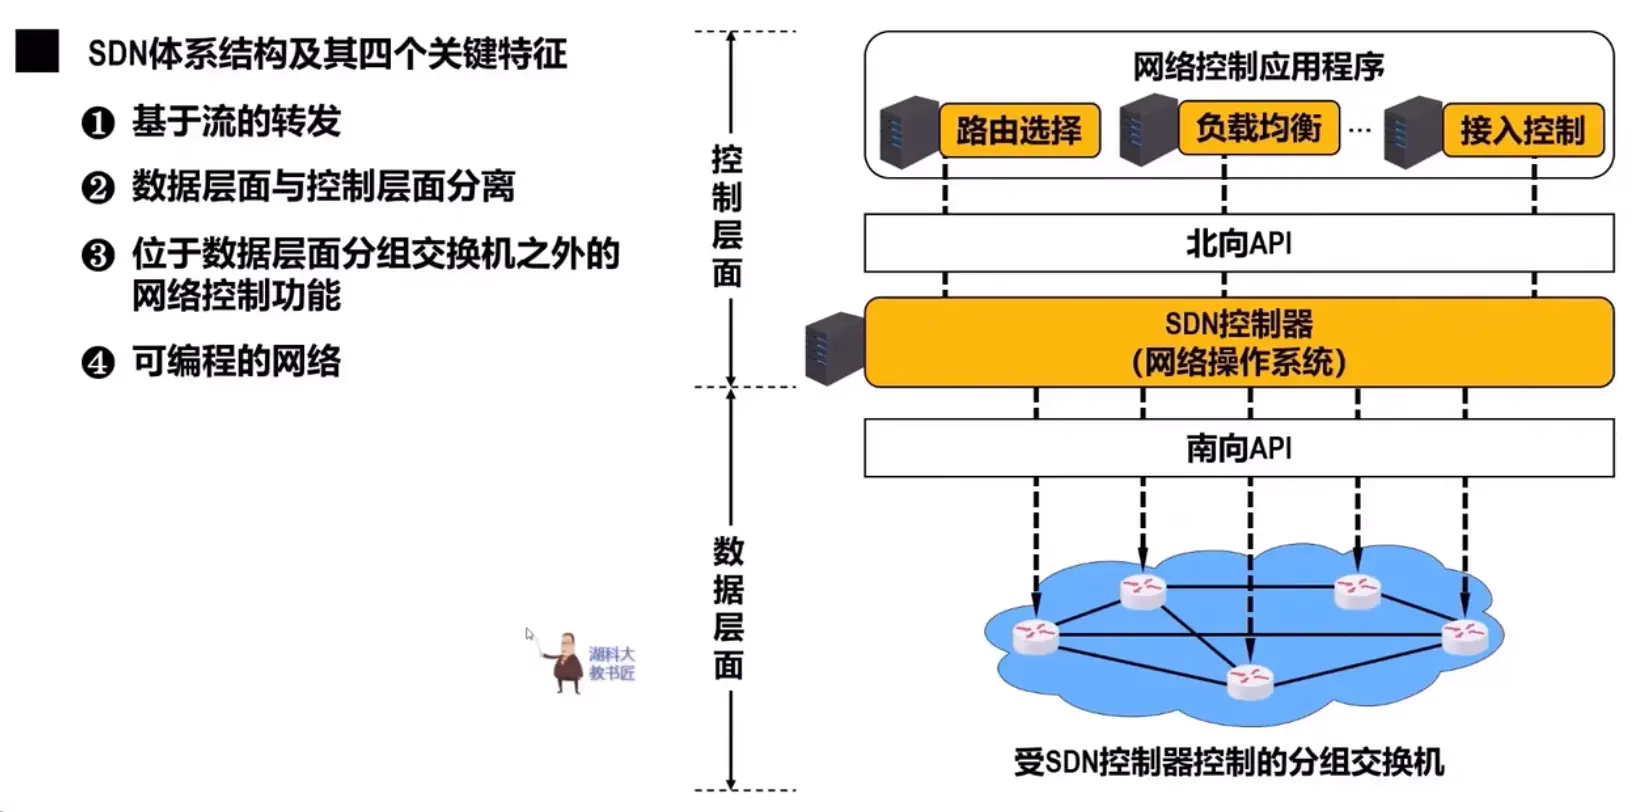 SDN体系结构及其四个关键特征
❶ 基于流的转发
❷ 数据层面与控制层面分离
❸ 位于数据层面分组交换机之外的
网络控制功能
❹ 可编程的网络
控制层面
数据层面
网络控制应用程序
路由选择 负载均衡 … 接入控制
北向API
SDN控制器
（网络操作系统）
南向API
受SDN控制器控制的分组交换机
湖科大
教书匠